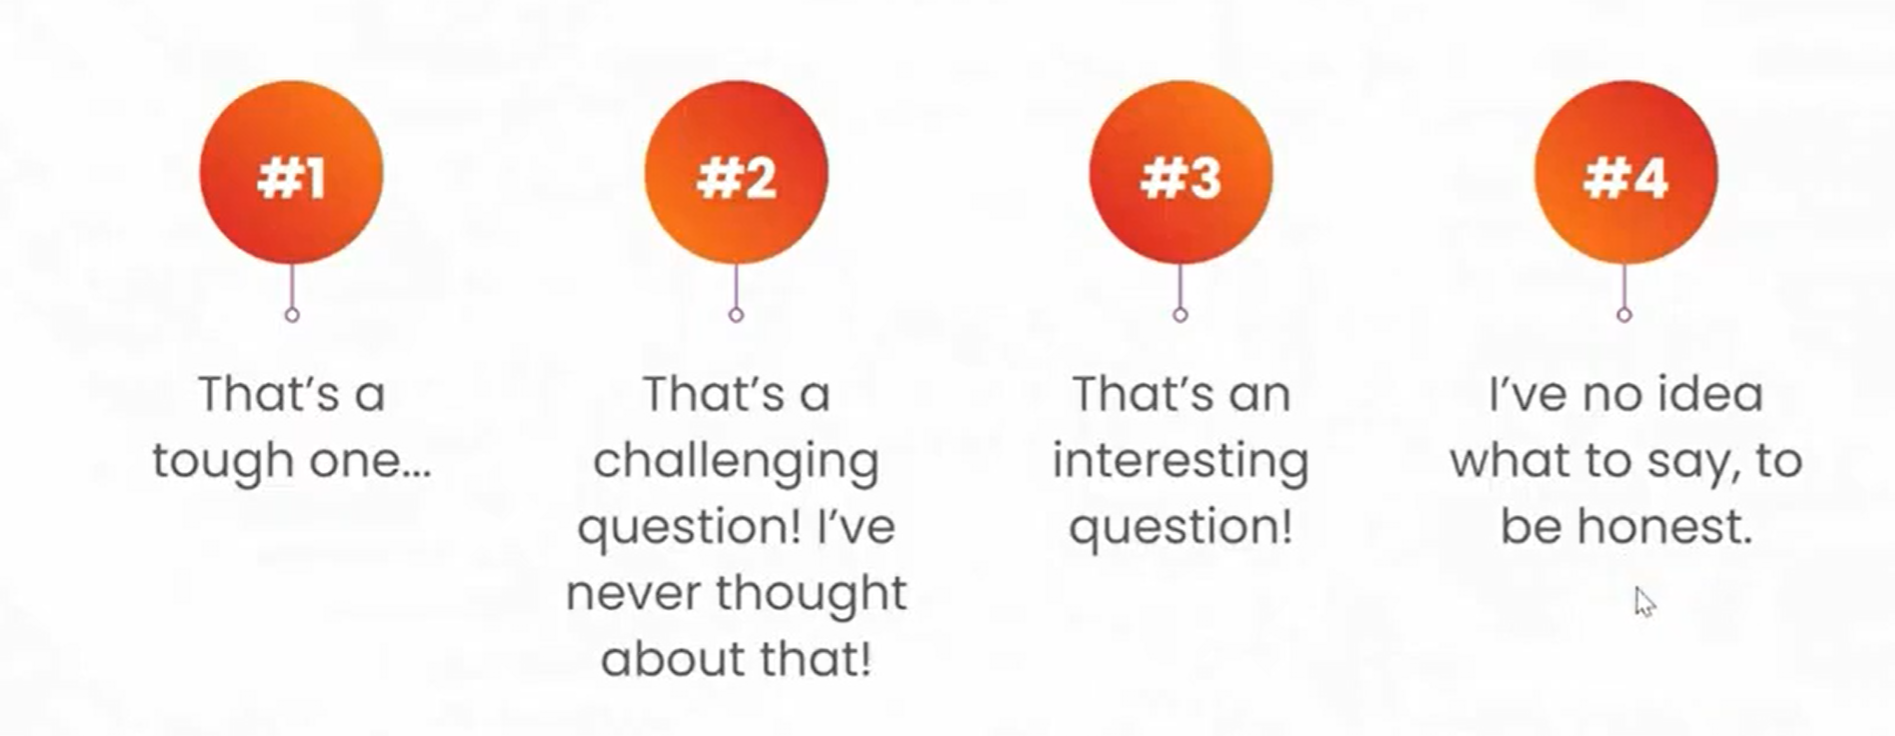 #1
#2
#3
#4
That’s a
tough one...
That’s a
challenging
question! I’ve
never thought
about that!
That’s an
interesting
question!
I’ve no idea
what to say, to
be honest.